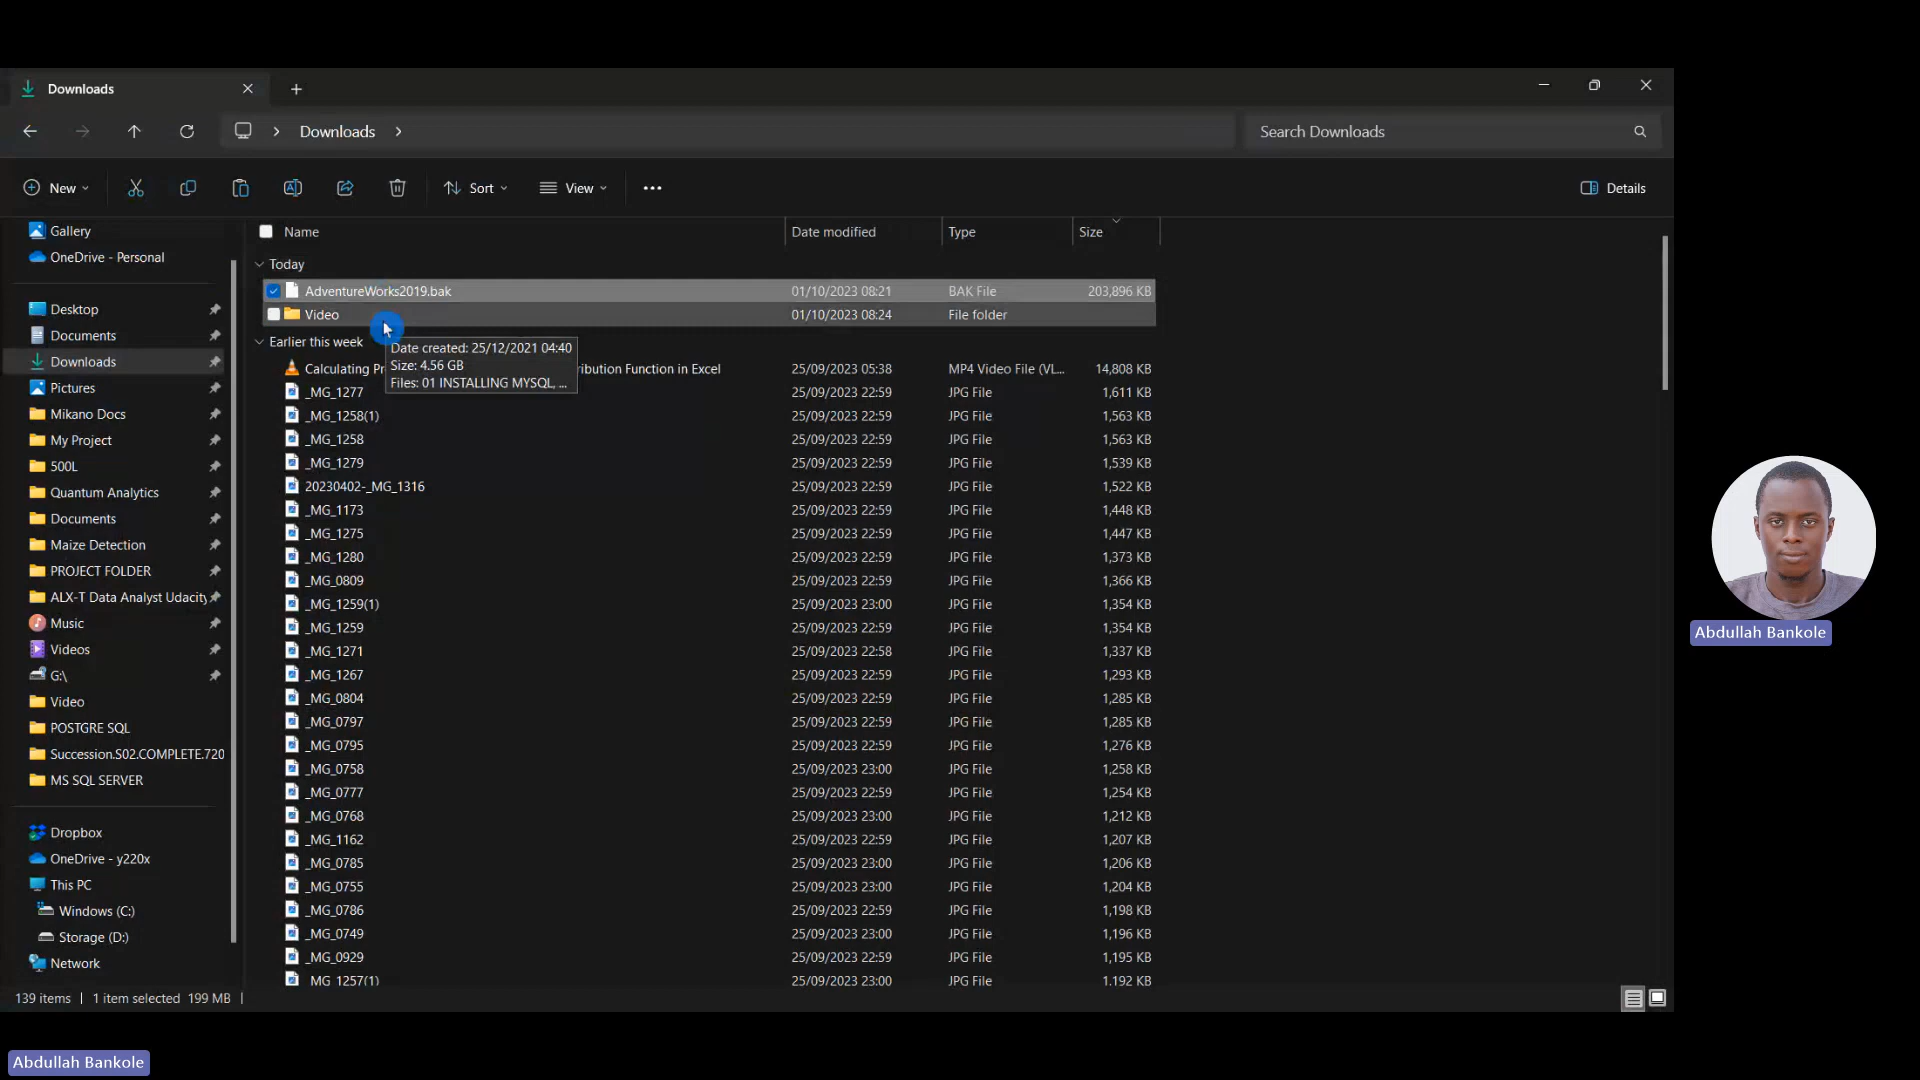 Downloads
Downloads
Search Downloads
New
Sort
View
Details
Gallery
OneDrive - Personal
Desktop
Documents
Downloads
Pictures
Mikano Docs
My Project
500L
Quantum Analytics
Documents
Maize Detection
PROJECT FOLDER
ALX-T Data Analyst Udacity
Music
Videos
G:\
Video
POSTGRE SQL
Succession.S02.COMPLETE.720
MS SQL SERVER
Dropbox
OneDrive - y220x
This PC
Windows (C:)
Storage (D:)
Network
Name Date modified Type Size
Today
AdventureWorks2019.bak 01/10/2023 08:21 BAK File 203,896 KB
Video 01/10/2023 08:24 File folder
Earlier this week
Date created: 25/12/2021 04:40
Size: 4.56 GB
Files: 01 INSTALLING MYSQL, ...
Calculating Pr ribution Function in Excel 25/09/2023 05:38 MP4 Video File (VL... 14,808 KB
_MG_1277 25/09/2023 22:59 JPG File 1,611 KB
_MG_1258(1) 25/09/2023 22:59 JPG File 1,563 KB
_MG_1258 25/09/2023 22:59 JPG File 1,563 KB
_MG_1279 25/09/2023 22:59 JPG File 1,539 KB
20230402-_MG_1316 25/09/2023 22:59 JPG File 1,522 KB
_MG_1173 25/09/2023 22:59 JPG File 1,448 KB
_MG_1275 25/09/2023 22:59 JPG File 1,447 KB
_MG_1280 25/09/2023 22:59 JPG File 1,373 KB
_MG_0809 25/09/2023 22:59 JPG File 1,366 KB
_MG_1259(1) 25/09/2023 23:00 JPG File 1,354 KB
_MG_1259 25/09/2023 22:59 JPG File 1,354 KB
_MG_1271 25/09/2023 22:58 JPG File 1,337 KB
_MG_1267 25/09/2023 22:59 JPG File 1,293 KB
_MG_0804 25/09/2023 22:59 JPG File 1,285 KB
_MG_0797 25/09/2023 22:59 JPG File 1,285 KB
_MG_0795 25/09/2023 22:59 JPG File 1,276 KB
_MG_0758 25/09/2023 23:00 JPG File 1,258 KB
_MG_0777 25/09/2023 22:59 JPG File 1,254 KB
_MG_0768 25/09/2023 23:00 JPG File 1,212 KB
_MG_1162 25/09/2023 22:59 JPG File 1,207 KB
_MG_0785 25/09/2023 23:00 JPG File 1,206 KB
_MG_0755 25/09/2023 23:00 JPG File 1,204 KB
_MG_0786 25/09/2023 22:59 JPG File 1,198 KB
_MG_0749 25/09/2023 23:00 JPG File 1,196 KB
_MG_0929 25/09/2023 22:59 JPG File 1,195 KB
_MG_1257(1) 25/09/2023 23:00 JPG File 1,192 KB
139 items 1 item selected 199 MB
Abdullah Bankole
Abdullah Bankole